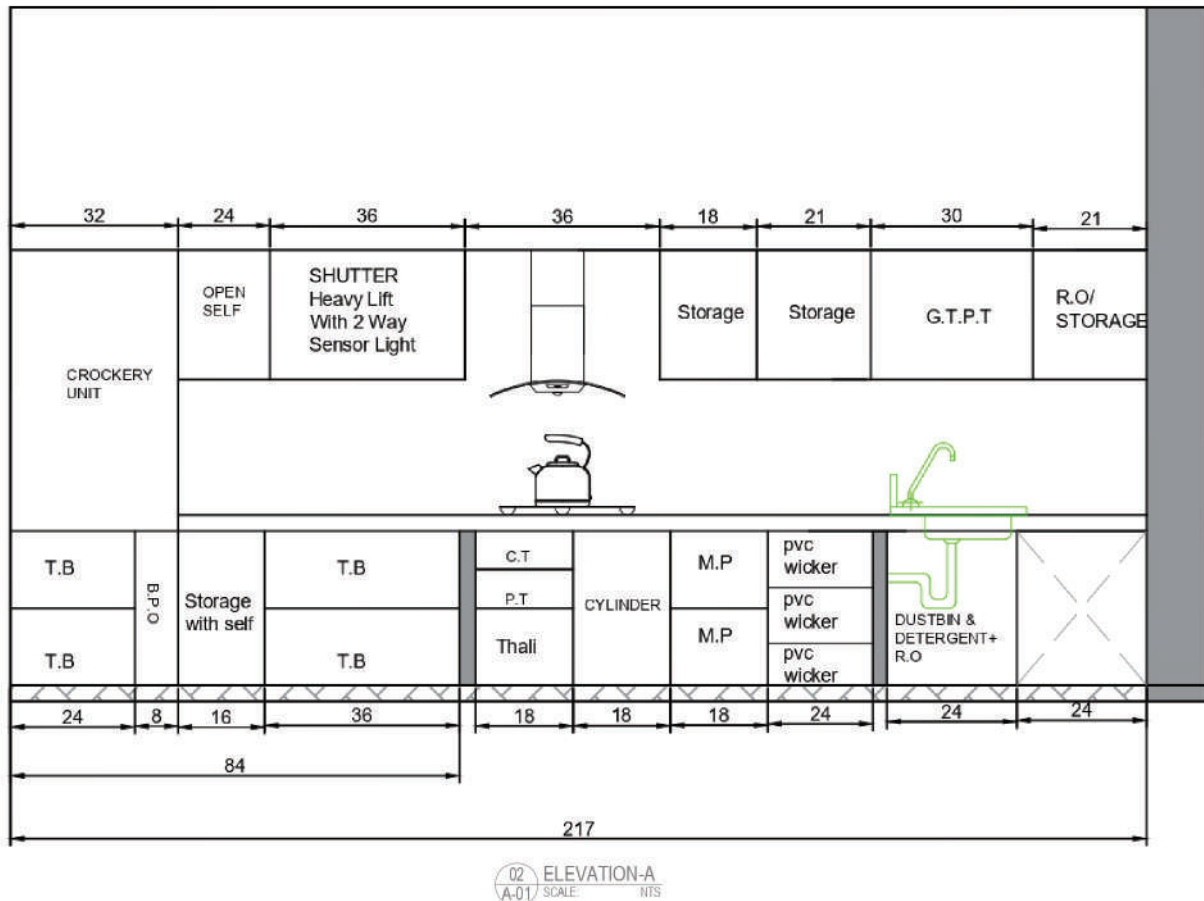 32 24 36 36 18 21 30 21
OPEN
SELF
SHUTTER
Heavy Lift
With 2 Way
Sensor Light
Storage
Storage
G.T.P.T
R.O/
STORAGE
CROCKERY
UNIT
T.B
T.B
B.P.O
Storage
with self
T.B
T.B
C.T
P.T
Thali
CYLINDER
M.P
M.P
pvc
wicker
pvc
wicker
pvc
wicker
DUSTBIN &
DETERGENT+
R.O
24 8 16 36 18 18 18 24 24 24
84
217
02
A-01
ELEVATION-A
SCALE: NTS